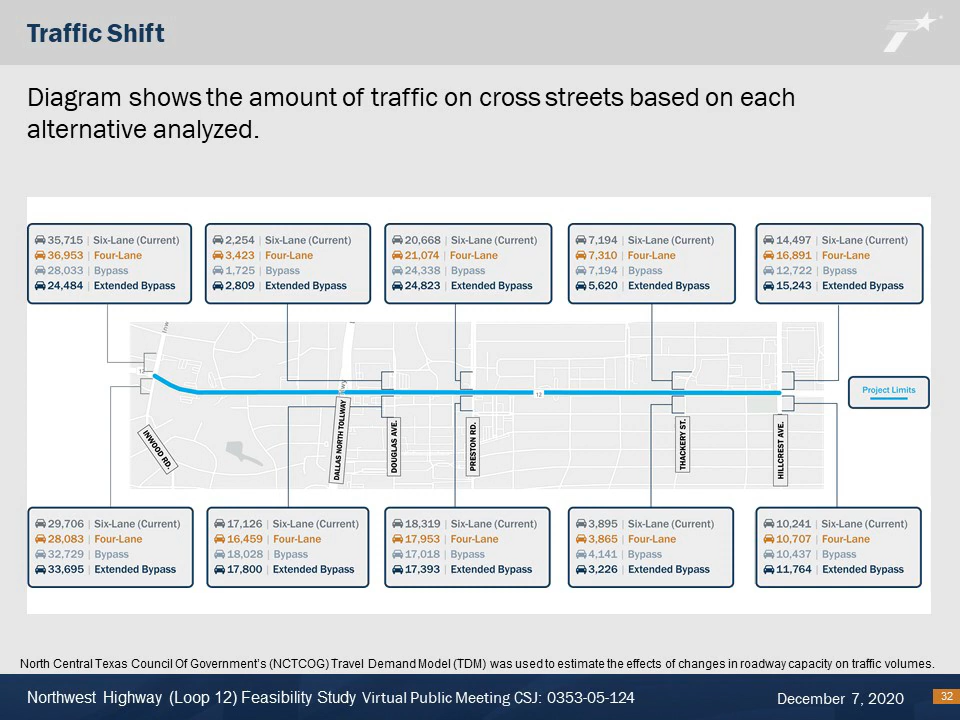 Traffic Shift
Diagram shows the amount of traffic on cross streets based on each
alternative analyzed.
35,715 | Six-Lane (Current)
36,953 | Four-Lane
28,033 | Bypass
24,484 | Extended Bypass
2,254 | Six-Lane (Current)
3,423 | Four-Lane
1,725 | Bypass
2,809 | Extended Bypass
20,668 | Six-Lane (Current)
21,074 | Four-Lane
24,338 | Bypass
24,823 | Extended Bypass
7,194 | Six-Lane (Current)
7,310 | Four-Lane
7,194 | Bypass
5,620 | Extended Bypass
14,497 | Six-Lane (Current)
16,891 | Four-Lane
12,722 | Bypass
15,243 | Extended Bypass
12
12
Project Limits
INWOOD RD.
DALLAS NORTH TOLLWAY
DOUGLAS AVE.
PRESTON RD.
THACKERY ST.
HILLCREST AVE.
29,706 | Six-Lane (Current)
28,083 | Four-Lane
32,729 | Bypass
33,695 | Extended Bypass
17,126 | Six-Lane (Current)
16,459 | Four-Lane
18,028 | Bypass
17,800 | Extended Bypass
18,319 | Six-Lane (Current)
17,953 | Four-Lane
17,018 | Bypass
17,393 | Extended Bypass
3,895 | Six-Lane (Current)
3,865 | Four-Lane
4,141 | Bypass
3,226 | Extended Bypass
10,241 | Six-Lane (Current)
10,707 | Four-Lane
10,437 | Bypass
11,764 | Extended Bypass
North Central Texas Council Of Government's (NCTCOG) Travel Demand Model (TDM) was used to estimate the effects of changes in roadway capacity on traffic volumes.
Northwest Highway (Loop 12) Feasibility Study Virtual Public Meeting CSJ: 0353-05-124
December 7, 2020
32